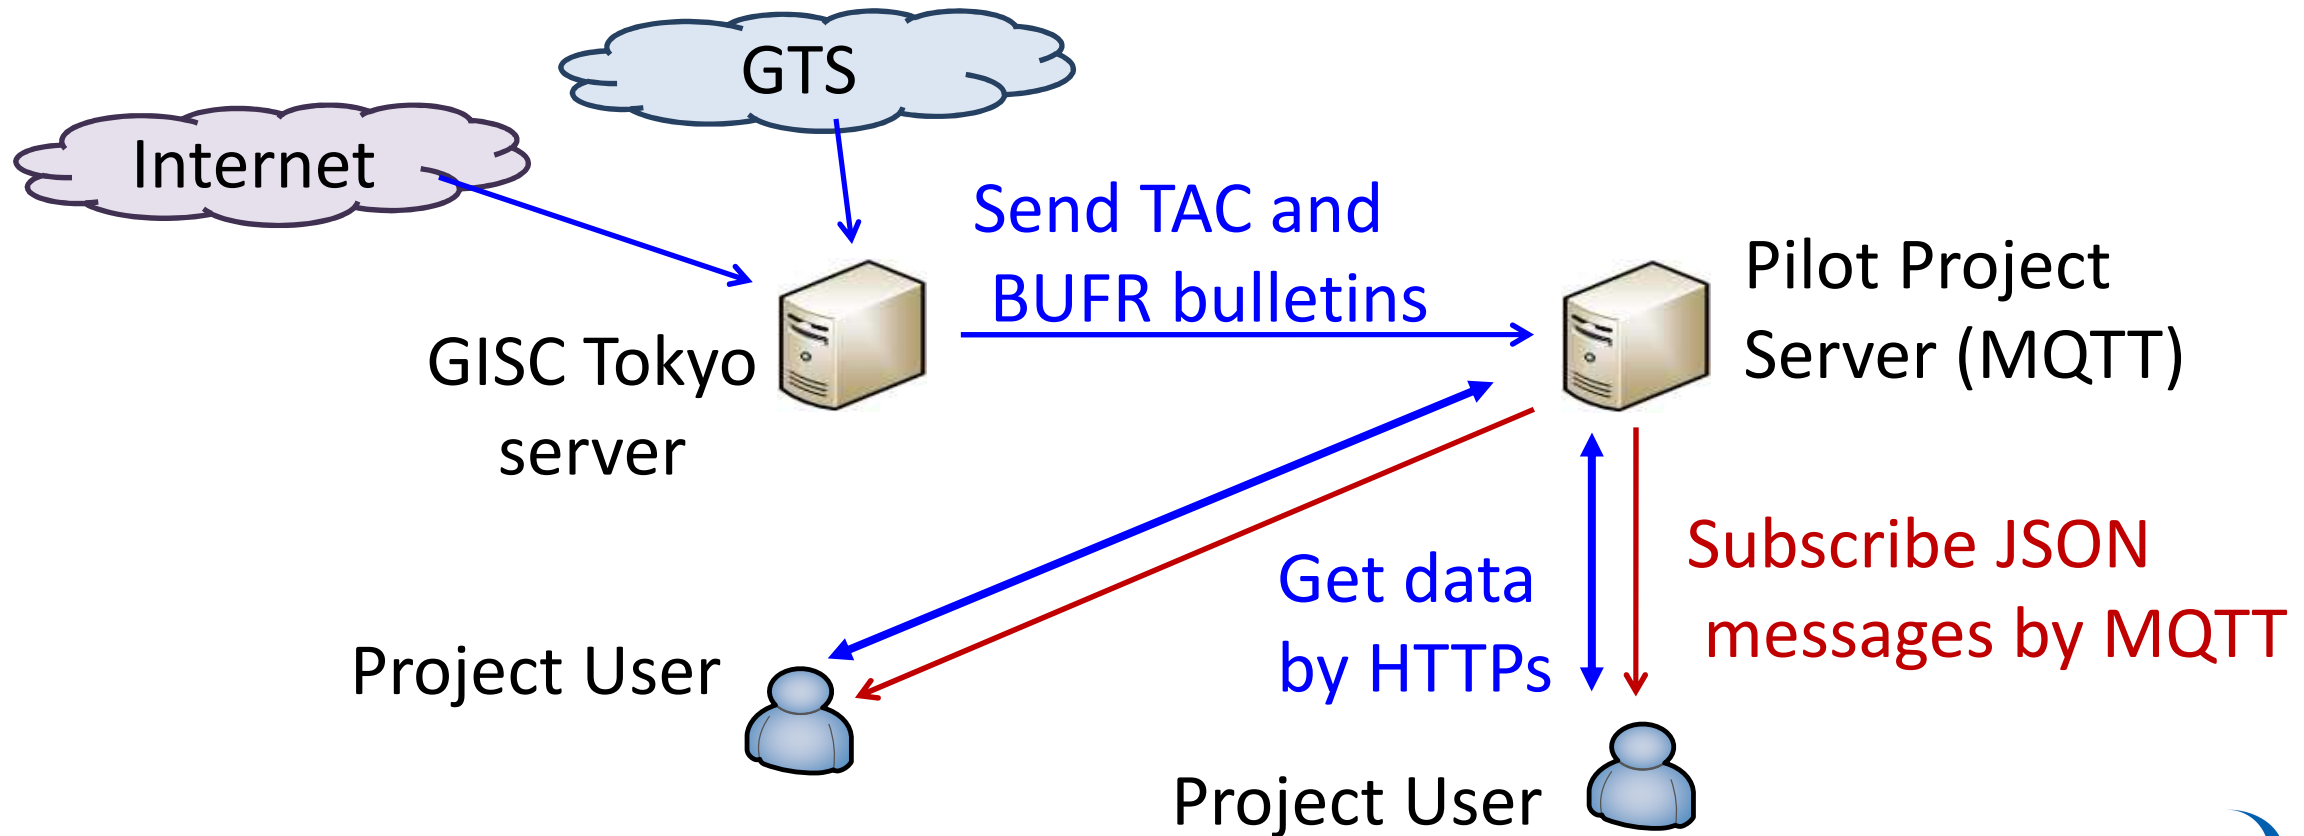 GTS
Internet
Send TAC and
BUFR bulletins
Pilot Project
Server (MQTT)
GISC Tokyo
server
Get data
by HTTPs
Subscribe JSON
messages by MQTT
Project User
Project User